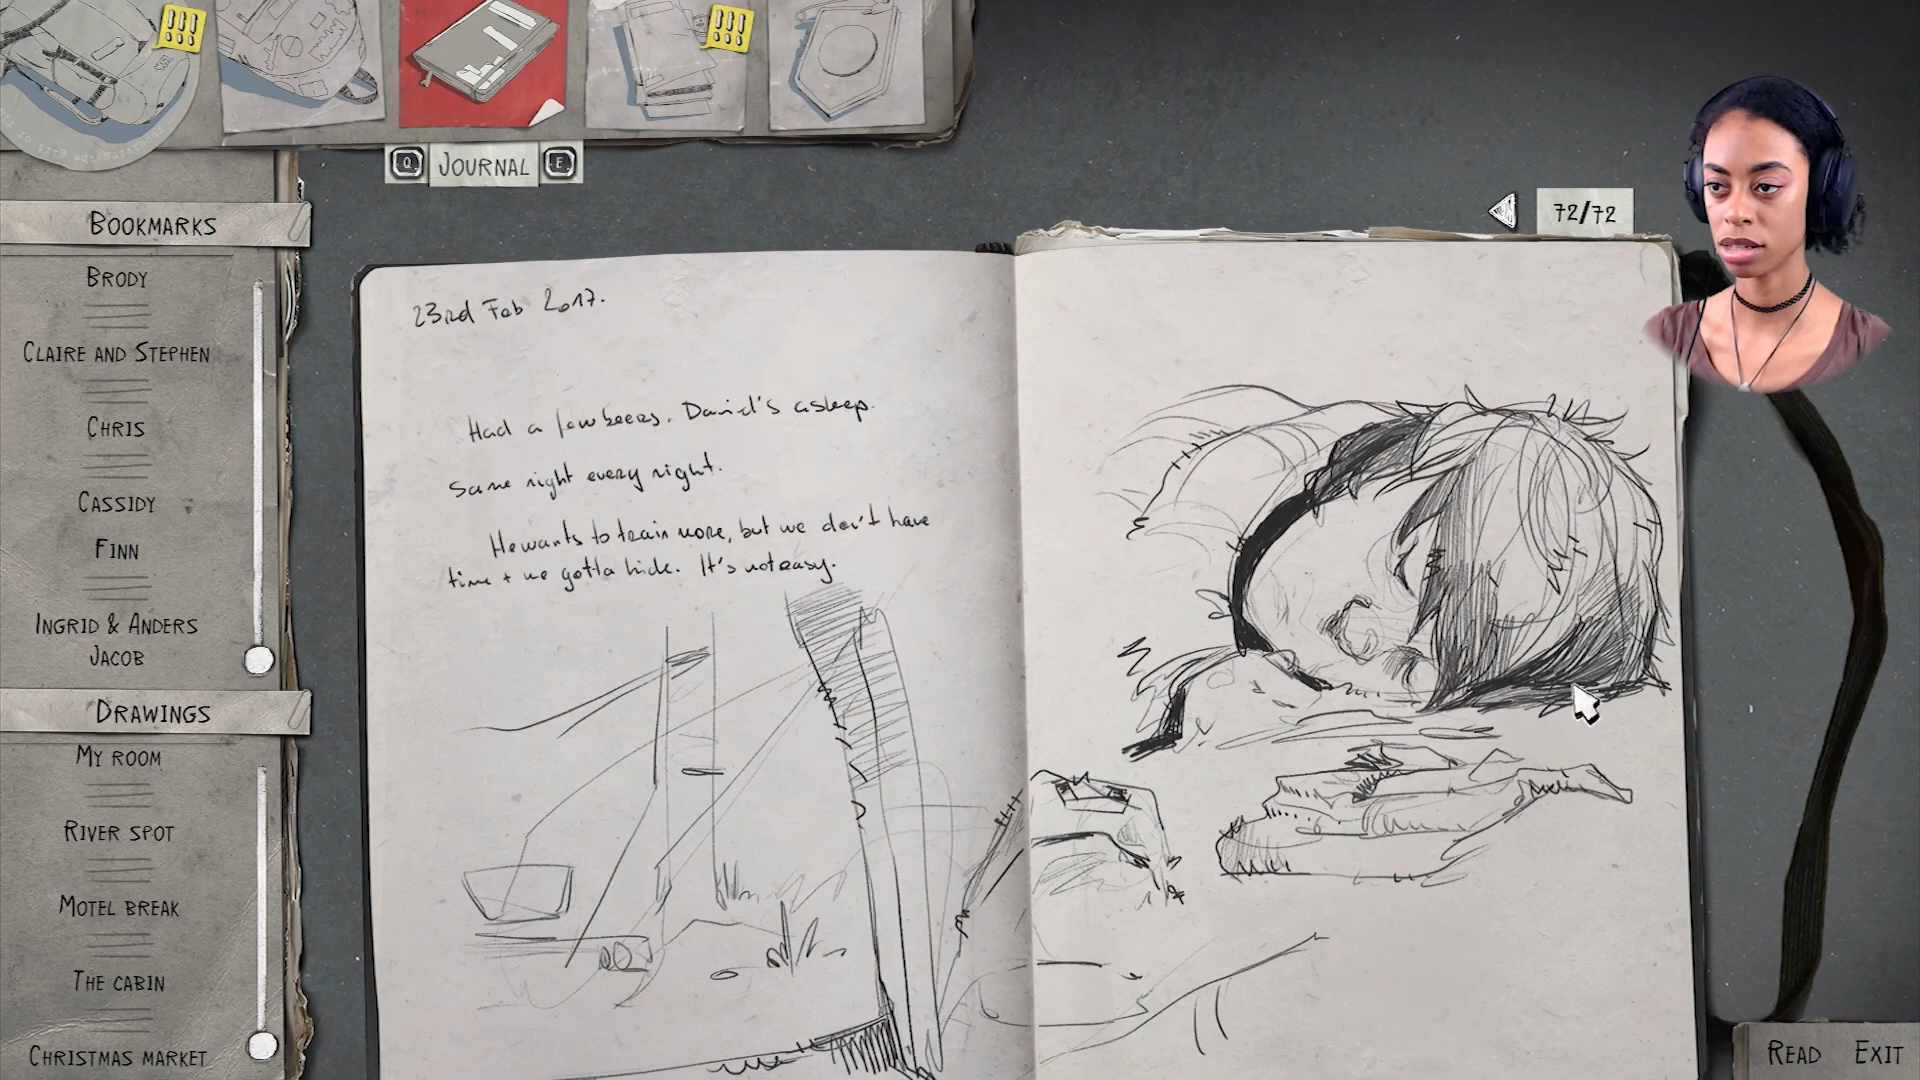 Q JOURNAL E
72/72
BOOKMARKS
BRODY
CLAIRE AND STEPHEN
CHRIS
CASSIDY
FINN
INGRID & ANDERS
JACOB
DRAWINGS
MY ROOM
RIVER SPOT
MOTEL BREAK
THE CABIN
CHRISTMAS MARKET
23rd Feb 2017.
Had a few beers. Daniel's asleep.
Same night every night.
He wants to train more, but we don't have
time + we gotta hide. It's not easy.
READ EXIT